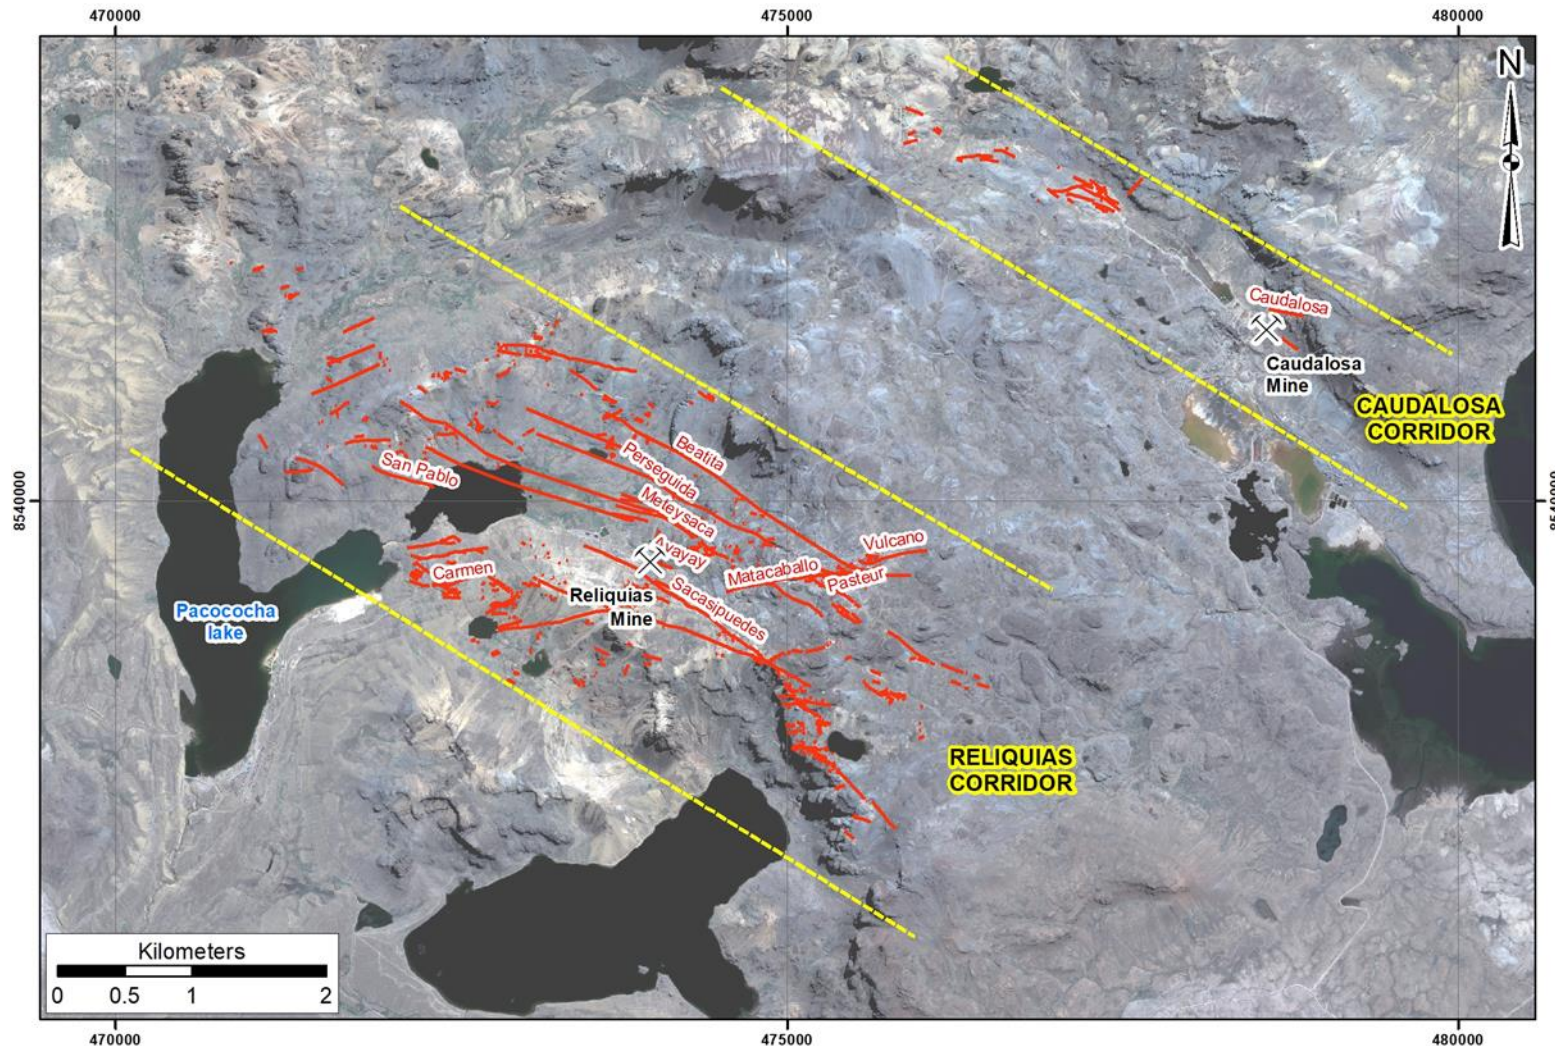 470000
475000
480000
N
Caudalosa
Caudalosa
Mine
CAUDALOSA
CORRIDOR
Beatita
Perseguida
San Pablo
Meteysaca
8540000
8540000
Vulcano
Ayayay
Matacaballo
Pasteur
Carmen
Sacasipuedes
Reliquias
Mine
Pacococha
lake
RELIQUIAS
CORRIDOR
Kilometers
0 0.5 1 2
470000
475000
480000